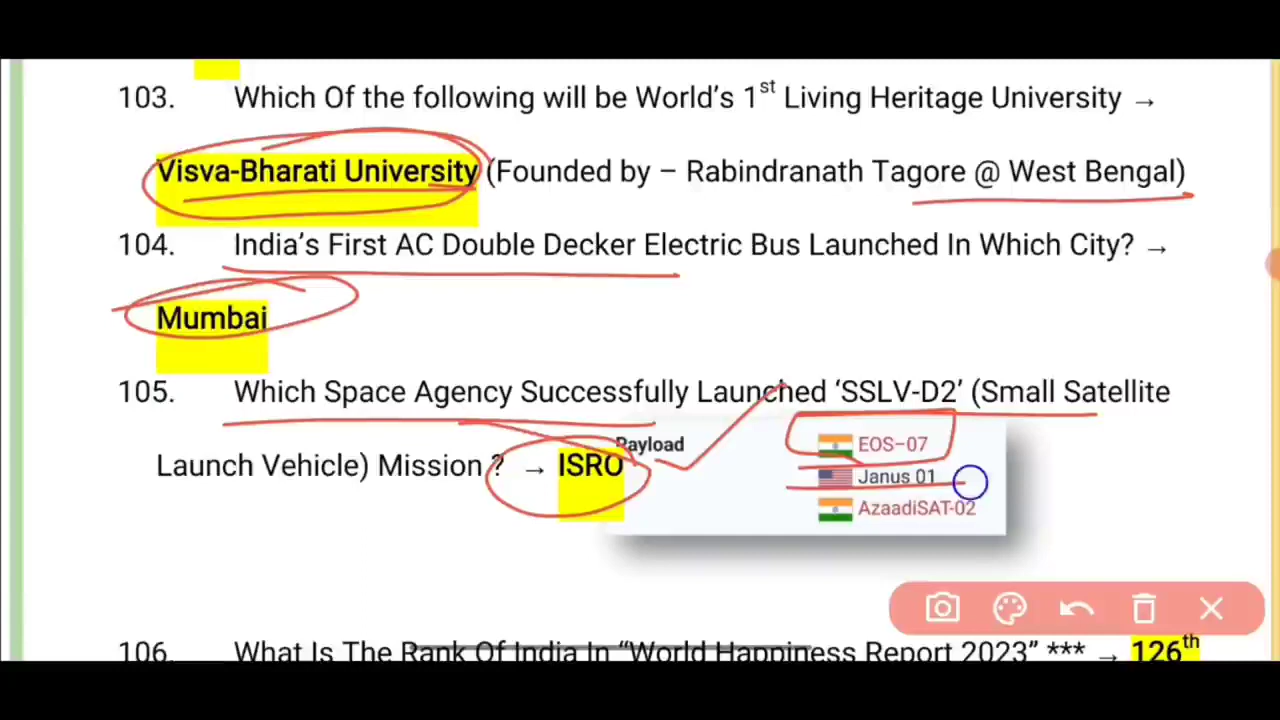 103. Which Of the following will be World's 1st Living Heritage University →
Visva-Bharati University (Founded by – Rabindranath Tagore @ West Bengal)
104. India's First AC Double Decker Electric Bus Launched In Which City? →
Mumbai
105. Which Space Agency Successfully Launched ‘SSLV-D2’ (Small Satellite
Launch Vehicle) Mission ? → ISRO
Payload
EOS-07
Janus 01
AzaadiSAT-02
106. What Is The Rank Of India In “World Happiness Report 2023” *** → 126th